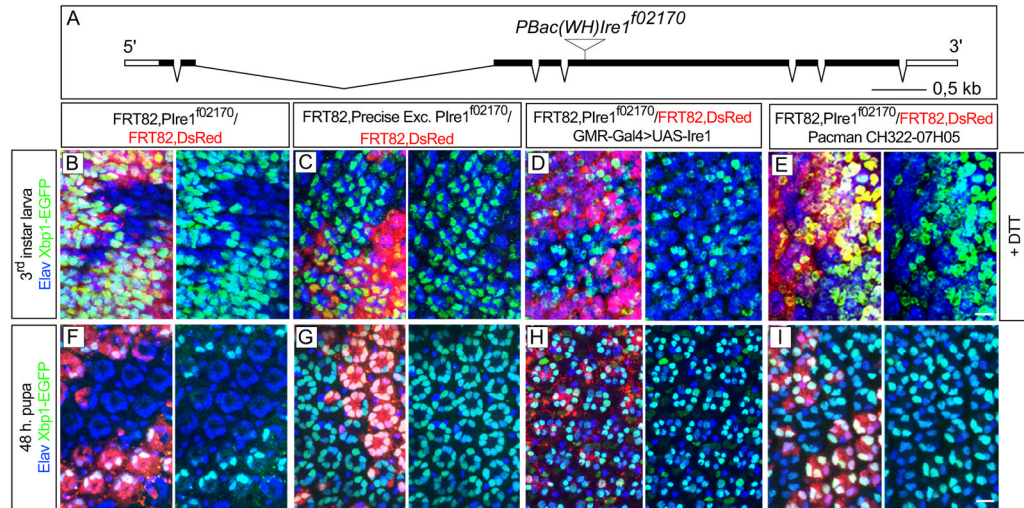 A
PBac(WH)Ire1f02170
5'
3'
0,5 kb
FRT82,PIre1f02170/
FRT82,DsRed
FRT82,Precise Exc. PIre1f02170/
FRT82,DsRed
FRT82,PIre1f02170/FRT82,DsRed
GMR-Gal4>UAS-Ire1
FRT82,PIre1f02170/FRT82,DsRed
Pacman CH322-07H05
3rd instar larva
Elav Xbp1-EGFP
B
C
D
E
+ DTT
48 h. pupa
Elav Xbp1-EGFP
F
G
H
I